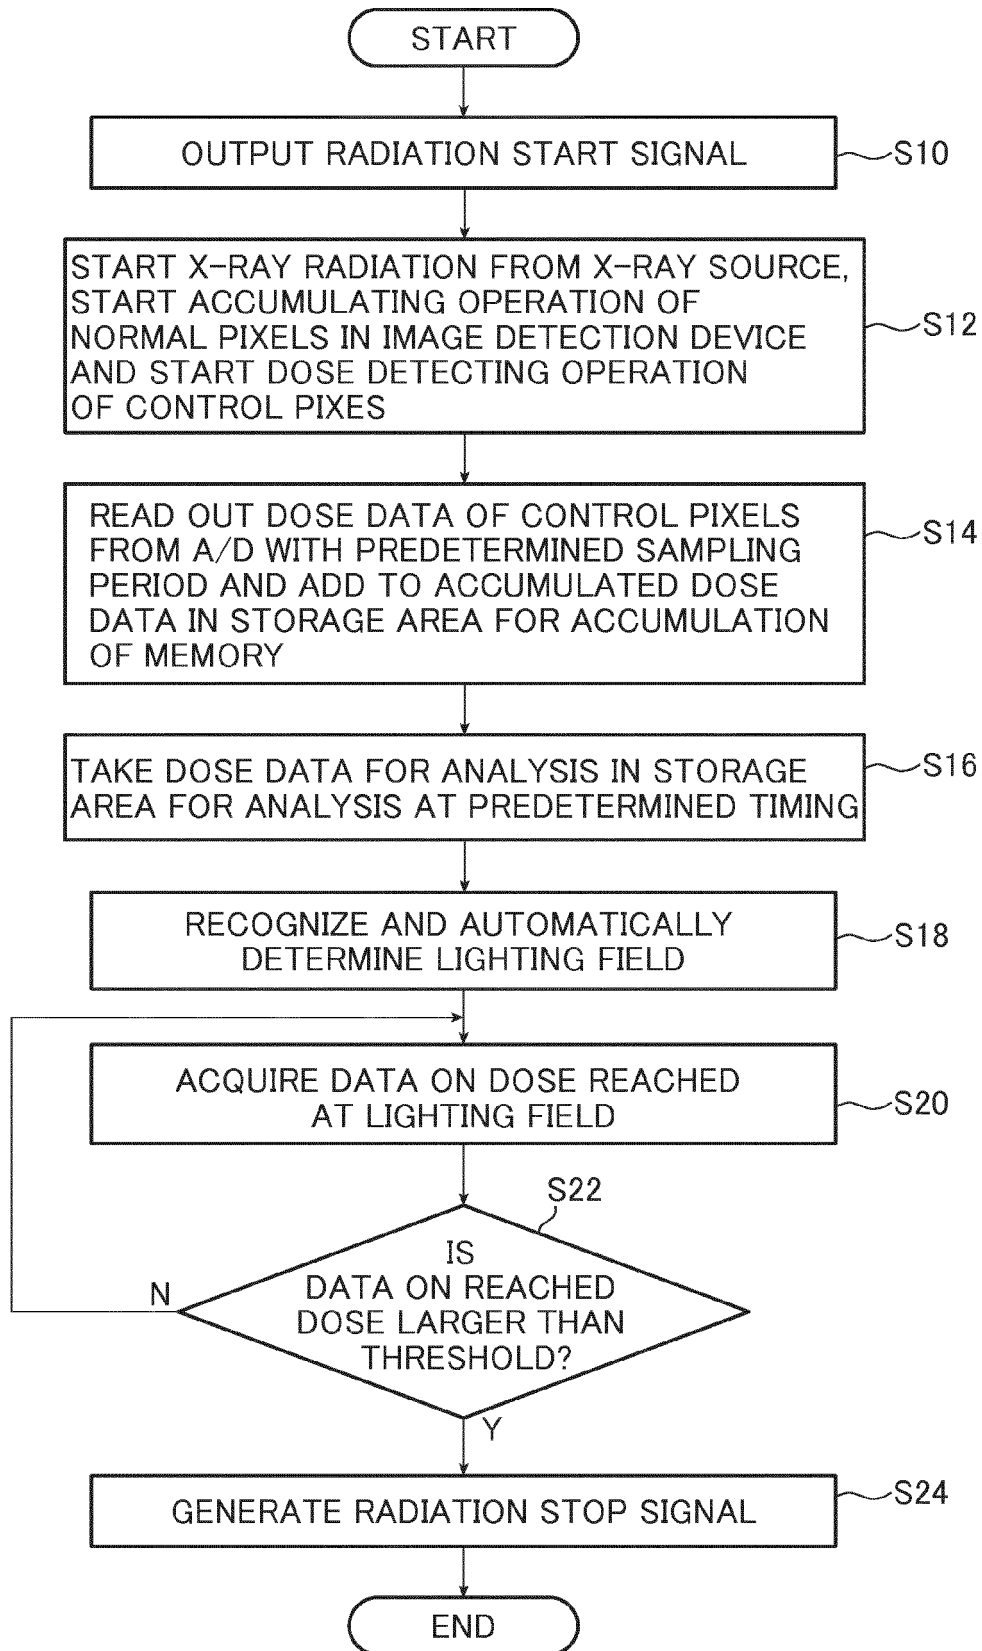 START
OUTPUT RADIATION START SIGNAL
S10
START X-RAY RADIATION FROM X-RAY SOURCE,
START ACCUMULATING OPERATION OF
NORMAL PIXELS IN IMAGE DETECTION DEVICE
AND START DOSE DETECTING OPERATION
OF CONTROL PIXES
S12
READ OUT DOSE DATA OF CONTROL PIXELS
FROM A/D WITH PREDETERMINED SAMPLING
PERIOD AND ADD TO ACCUMULATED DOSE
DATA IN STORAGE AREA FOR ACCUMULATION
OF MEMORY
S14
TAKE DOSE DATA FOR ANALYSIS IN STORAGE
AREA FOR ANALYSIS AT PREDETERMINED TIMING
S16
RECOGNIZE AND AUTOMATICALLY
DETERMINE LIGHTING FIELD
S18
ACQUIRE DATA ON DOSE REACHED
AT LIGHTING FIELD
S20
S22
IS
DATA ON REACHED
DOSE LARGER THAN
THRESHOLD?
N
Y
GENERATE RADIATION STOP SIGNAL
S24
END